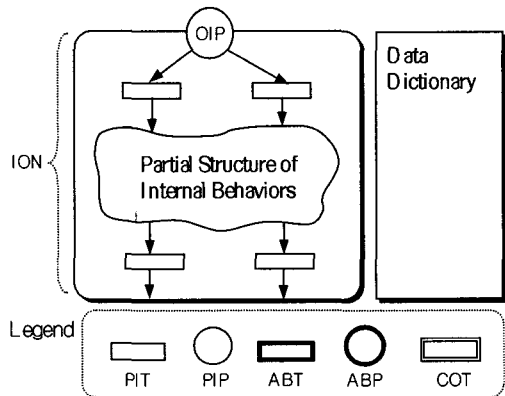 OIP
Data
Dictionary
ION
Partial Structure of
Internal Behaviors
Legend
PIT
PIP
ABT
ABP
COT